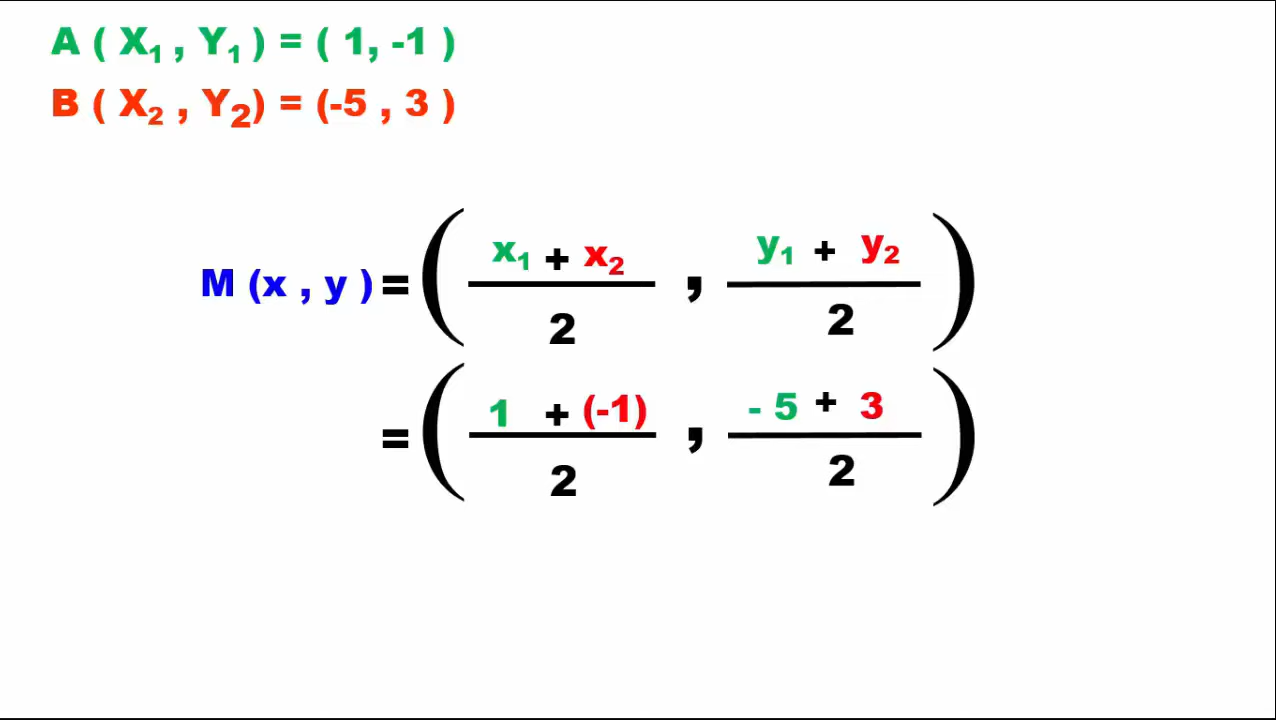 A ( X₁ , Y₁ ) = ( 1, -1 )
B ( X₂ , Y₂) = (-5 , 3 )
M (x , y ) = ( x₁ + x₂ / 2 , y₁ + y₂ / 2 )
= ( 1 + (-1) / 2 , - 5 + 3 / 2 )